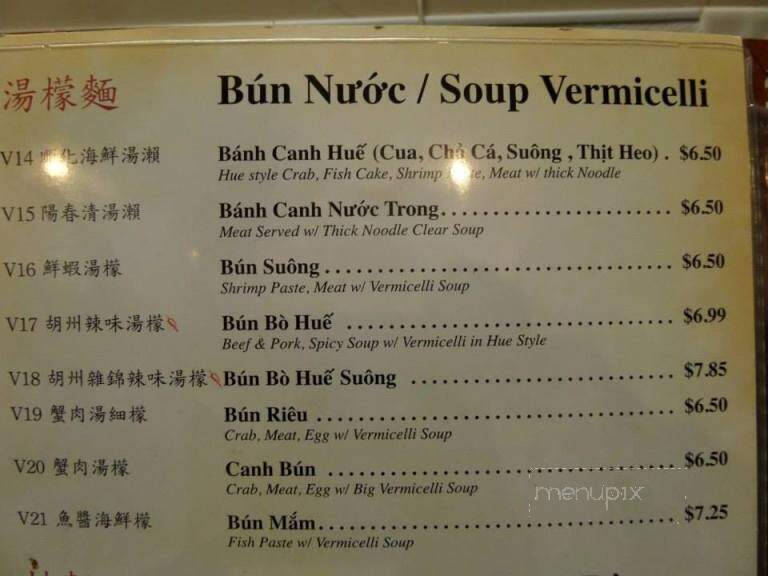 湯檬麵 Bún Nước / Soup Vermicelli
V14 化海鮮湯瀨 Bánh Canh Huế (Cua, Chả Cá, Suông , Thịt Heo) . $6.50
Hue style Crab, Fish Cake, Shrimp Paste, Meat w/ thick Noodle
V15 陽春清湯瀨 Bánh Canh Nước Trong........................... $6.50
Meat Served w/ Thick Noodle Clear Soup
V16 鮮蝦湯檬 Bún Suông........................................ $6.50
Shrimp Paste, Meat w/ Vermicelli Soup
V17 胡州辣味湯檬 Bún Bò Huế ...................................... $6.99
Beef & Pork, Spicy Soup w/ Vermicelli in Hue Style
V18 胡州雜錦辣味湯檬 Bún Bò Huế Suông .............................. $7.85
V19 蟹肉湯細檬 Bún Riêu ......................................... $6.50
Crab, Meat, Egg w/ Vermicelli Soup
V20 蟹肉湯檬 Canh Bún ........................................ $6.50
Crab, Meat, Egg w/ Big Vermicelli Soup
menupix
V21 魚醬海鮮檬 Bún Mắm......................................... $7.25
Fish Paste w/ Vermicelli Soup